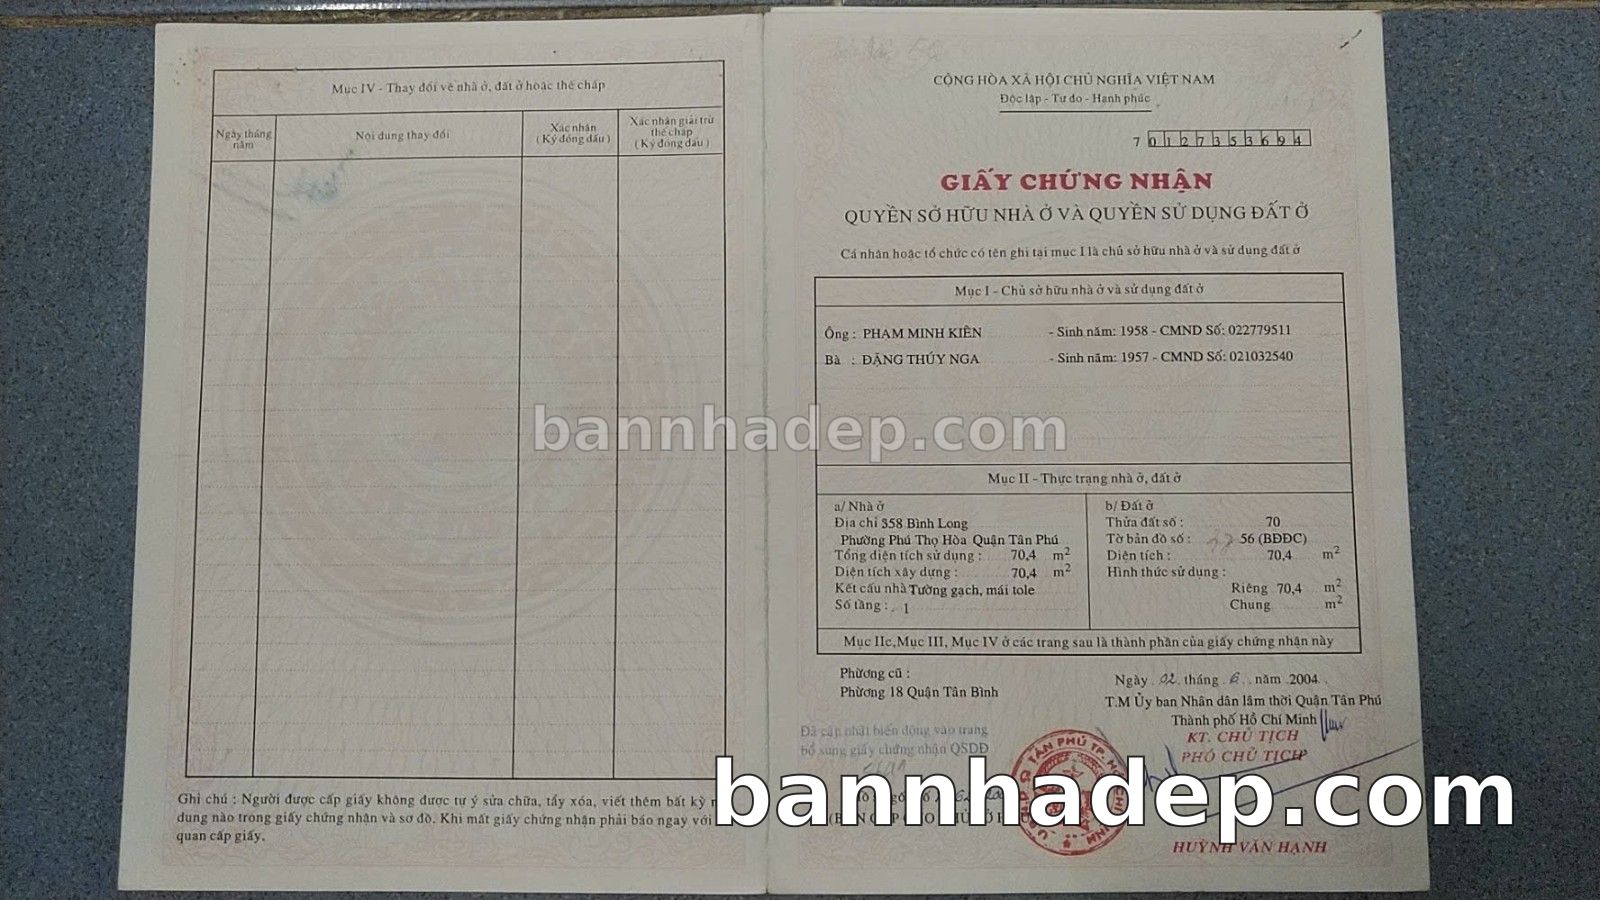 Mục IV - Thay đổi về nhà ở, đất ở hoặc thế chấp
Ngày tháng năm
Nội dung thay đổi
Xác nhận
(Ký đóng dấu)
Xác nhận giải trừ
thế chấp
(Ký đóng dấu)
Ghi chú : Người được cấp giấy không được tự ý sửa chữa, tẩy xóa, viết thêm bất kỳ
dung nào trong giấy chứng nhận và sơ đồ. Khi mất giấy chứng nhận phải báo ngay với
quan cấp giấy.
CỘNG HÒA XÃ HỘI CHỦ NGHĨA VIỆT NAM
Độc lập - Tự do - Hạnh phúc
7 0 1 2 7 3 5 3 6 9 4
GIẤY CHỨNG NHẬN
QUYỀN SỞ HỮU NHÀ Ở VÀ QUYỀN SỬ DỤNG ĐẤT Ở
Cá nhân hoặc tổ chức có tên ghi tại mục I là chủ sở hữu nhà ở và sử dụng đất ở
Mục I - Chủ sở hữu nhà ở và sử dụng đất ở
Ông : PHẠM MINH KIÊN - Sinh năm: 1958 - CMND Số: 022779511
Bà : ĐẶNG THÚY NGA - Sinh năm: 1957 - CMND Số: 021032540
bannhadep.com
Mục II - Thực trạng nhà ở, đất ở
a/ Nhà ở
Địa chỉ 358 Bình Long
Phường Phú Thọ Hòa Quận Tân Phú
Tổng diện tích sử dụng : 70,4 m2
Diện tích xây dựng : 70,4 m2
Kết cấu nhà Tường gạch, mái tole
Số tầng : 1
b/ Đất ở
Thửa đất số : 70
Tờ bản đồ số : 56 (BĐĐC)
Diện tích : 70,4 m2
Hình thức sử dụng :
Riêng 70,4 m2
Chung m2
Mục IIc, Mục III, Mục IV ở các trang sau là thành phần của giấy chứng nhận này
Phường cũ :
Phường 18 Quận Tân Bình
Ngày 02 tháng 6 năm 2004
T.M Ủy ban Nhân dân lâm thời Quận Tân Phú
Thành phố Hồ Chí Minh
KT. CHỦ TỊCH
PHÓ CHỦ TỊCH
Đã cập nhật biến động vào trang
bổ sung giấy chứng nhận QSDĐ
bannhadep.com
HUỲNH VĂN HẠNH